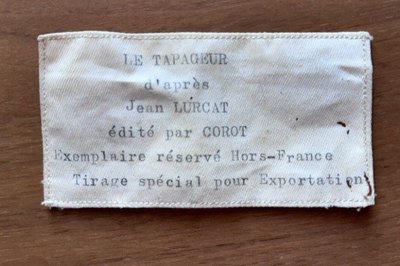 LE TAPAGEUR
d'après
Jean LURCAT
édité par COROT
Exemplaire réservé Hors-France
Tirage spécial pour Exportation